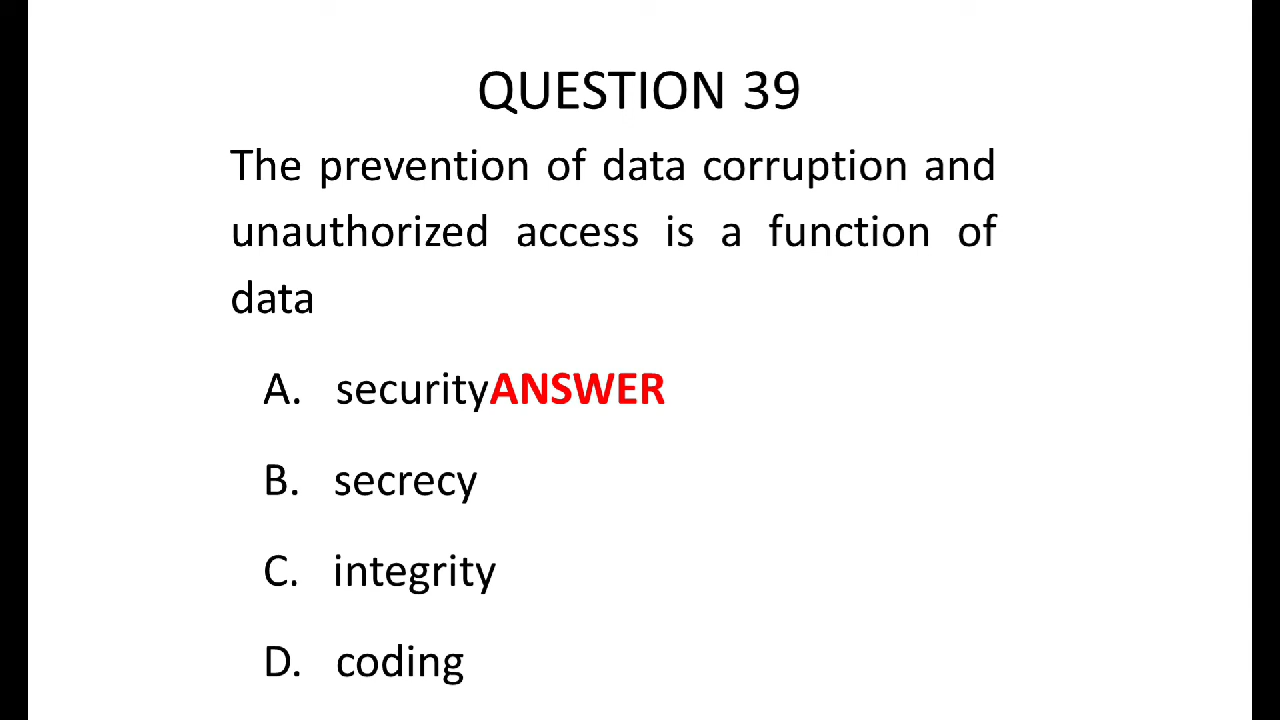 QUESTION 39
The prevention of data corruption and
unauthorized access is a function of
data
A. securityANSWER
B. secrecy
C. integrity
D. coding